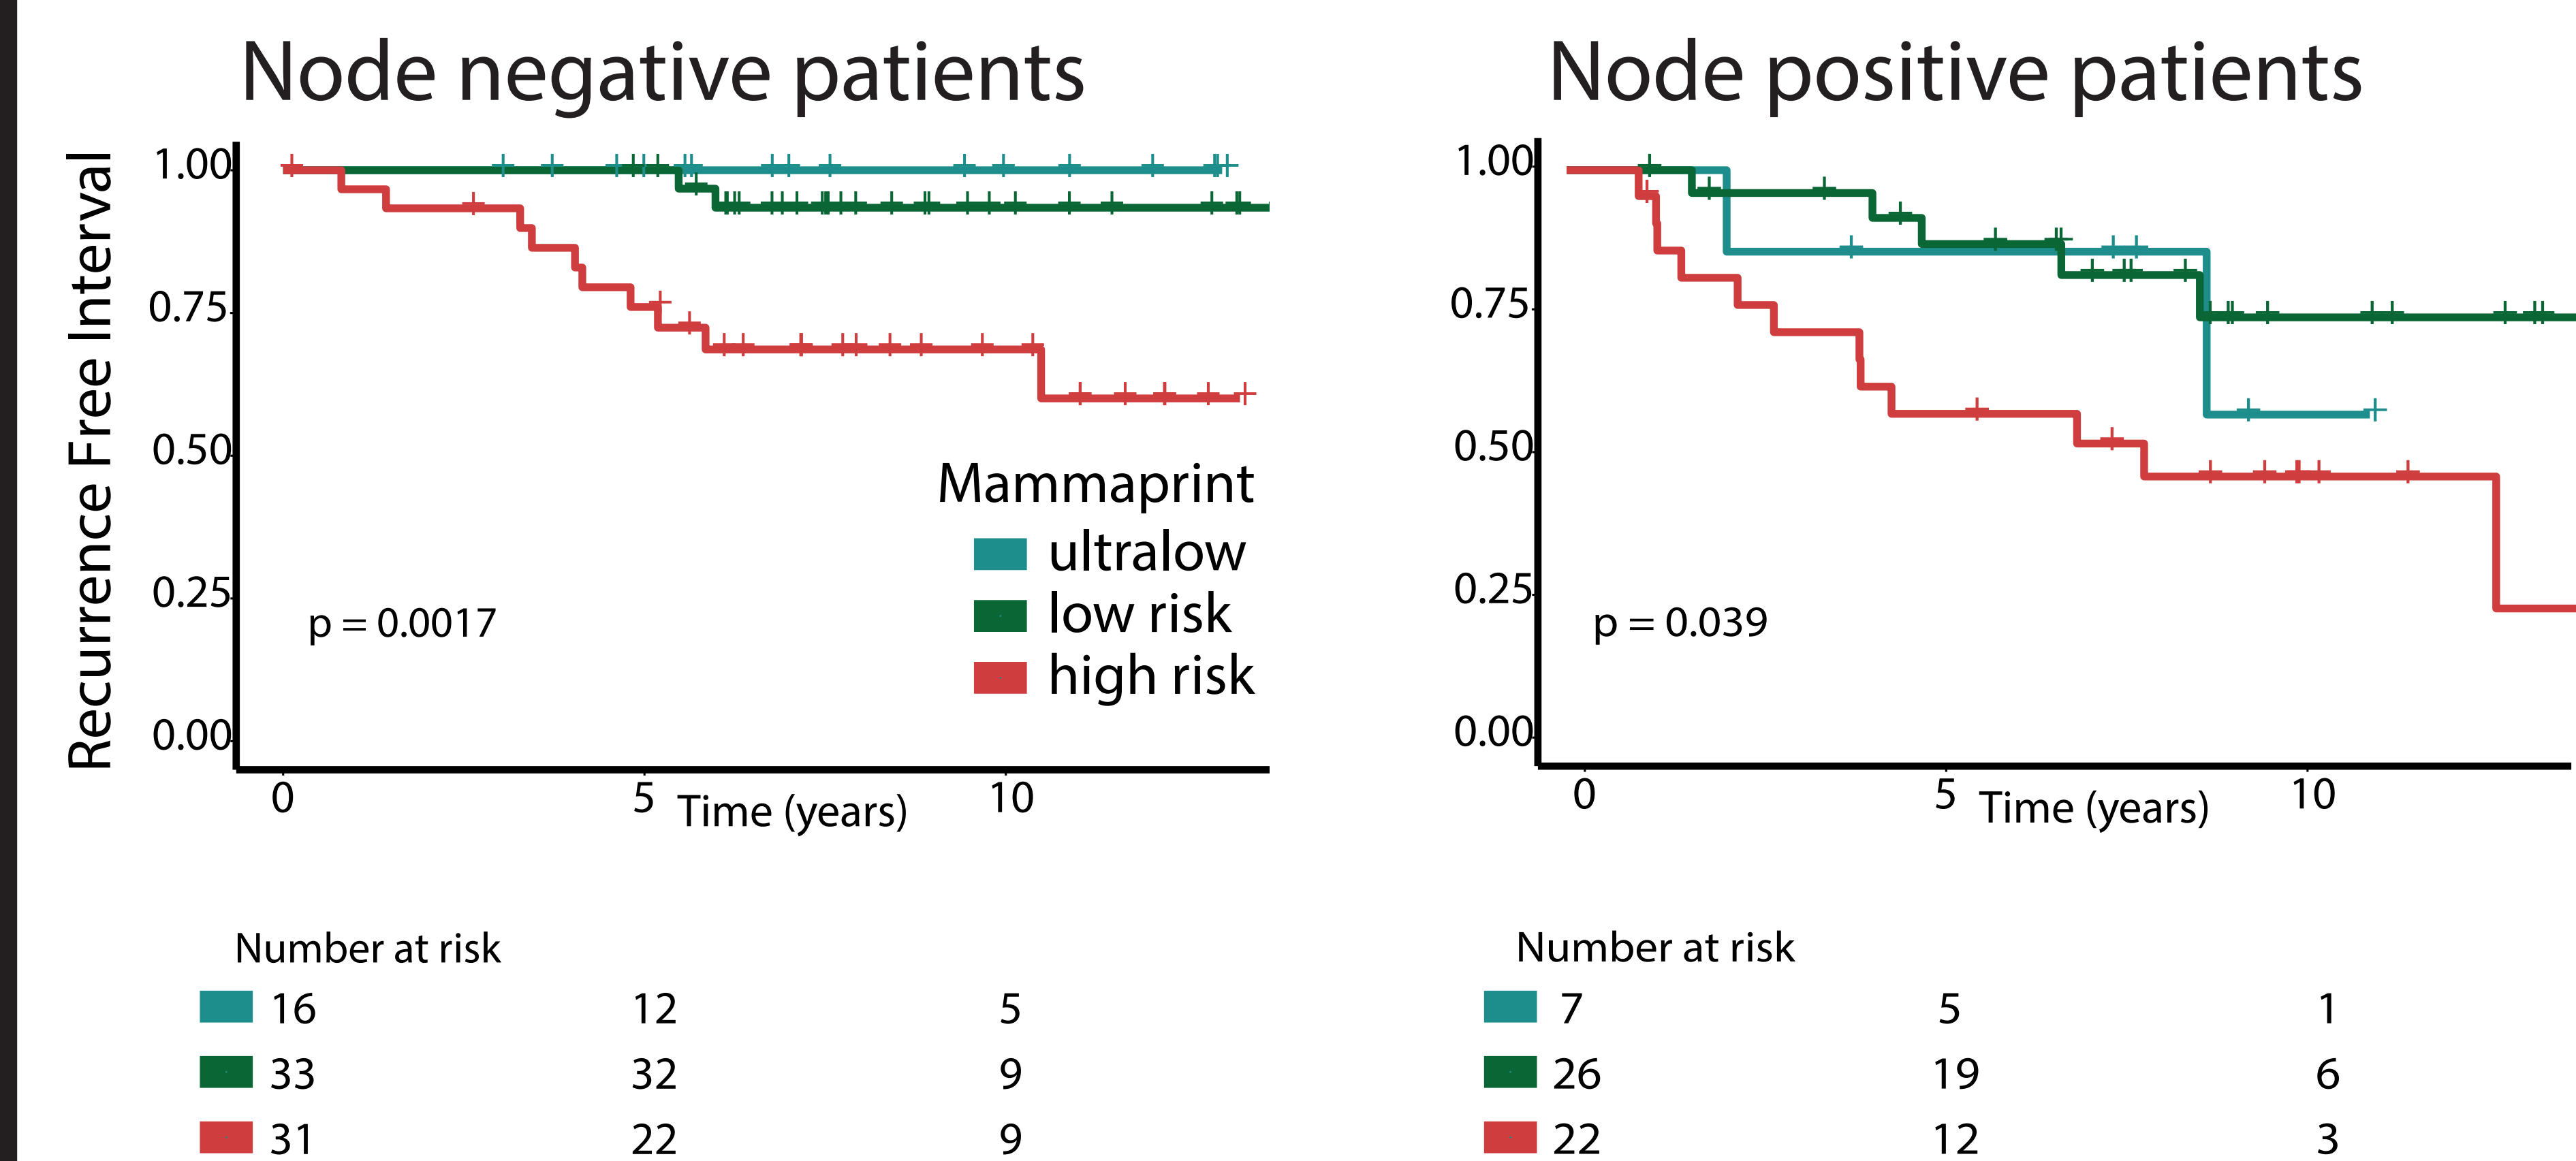 Node negative patients
Recurrence Free Interval
1.00
0.75
0.50
0.25
0.00
p = 0.0017
Mammaprint
ultralow
low risk
high risk
0 5 10
Time (years)
Number at risk
16 12 5
33 32 9
31 22 9
Node positive patients
1.00
0.75
0.50
0.25
0.00
p = 0.039
0 5 10
Time (years)
Number at risk
7 5 1
26 19 6
22 12 3